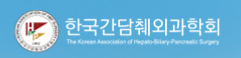 한국간담췌외과학회
The Korean Association of Hepato-Biliary-Pancreatic Surgery